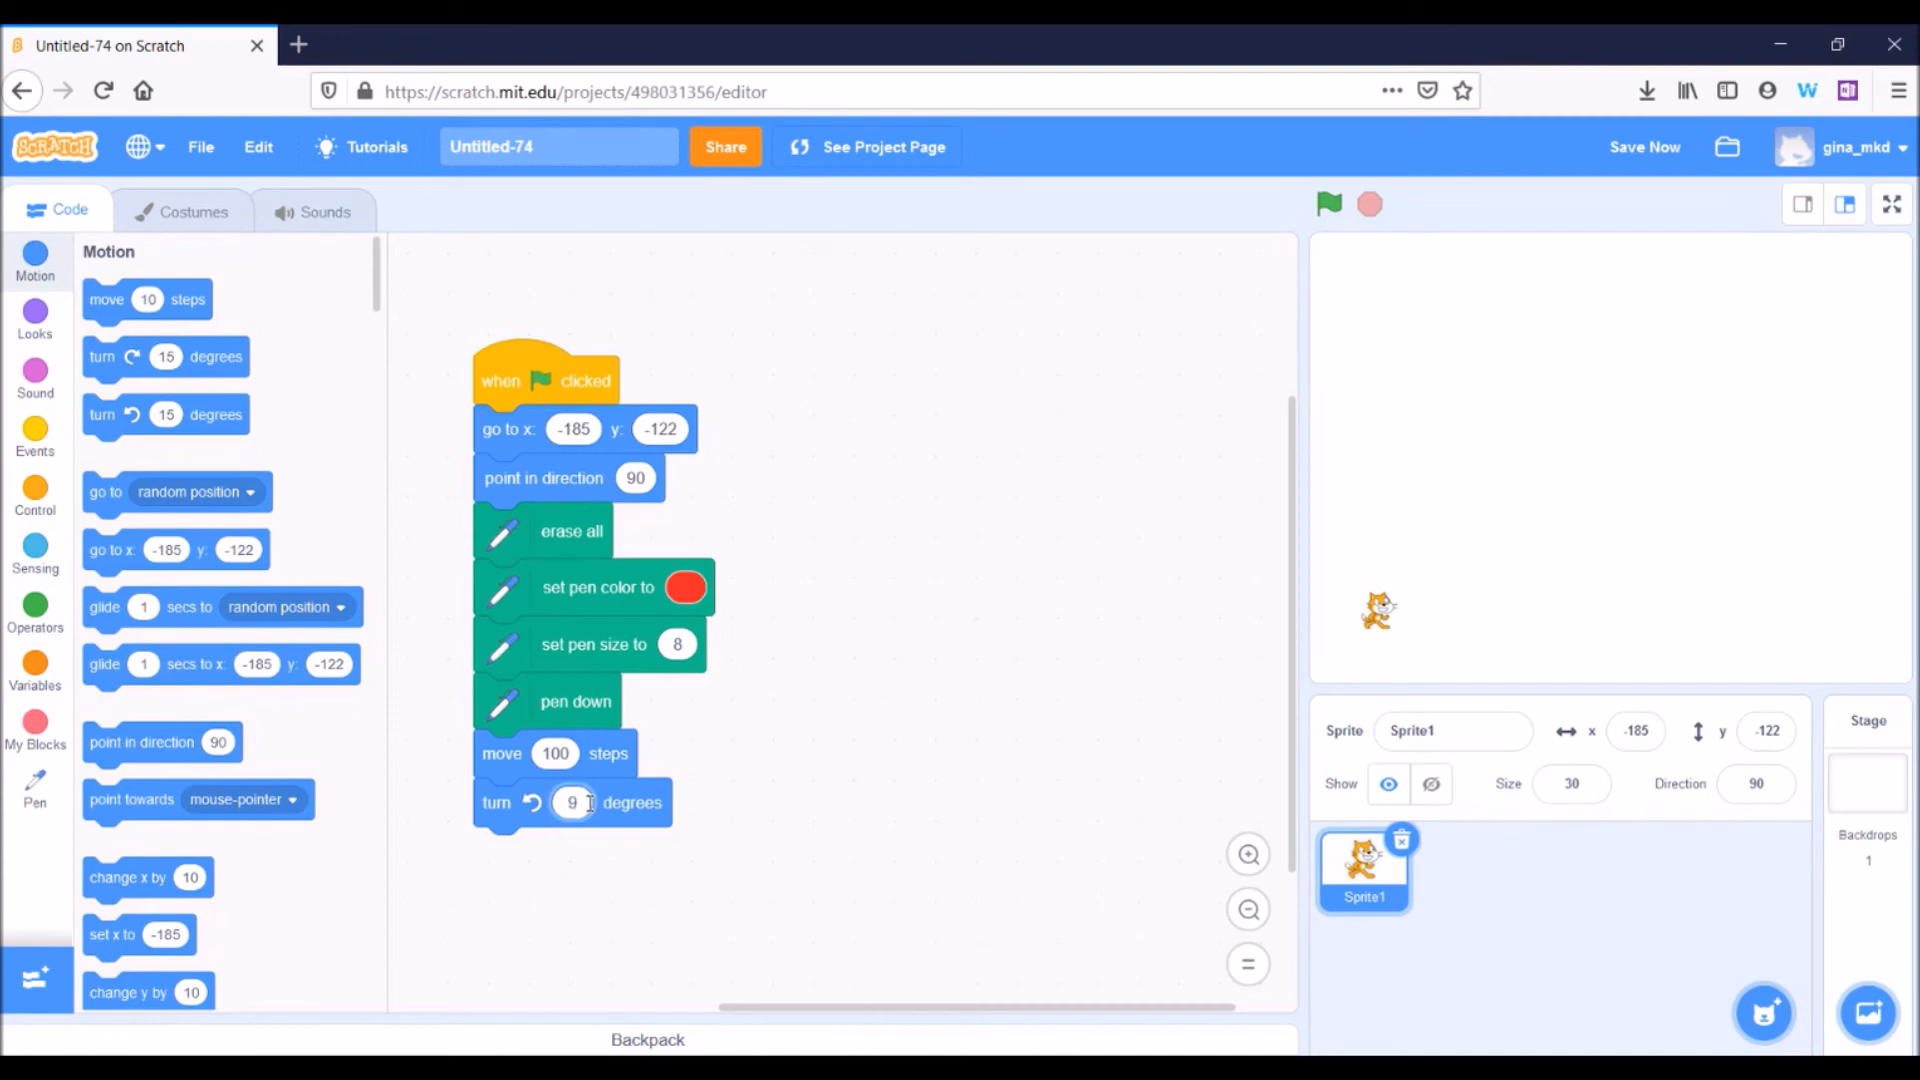 Untitled-74 on Scratch
https://scratch.mit.edu/projects/498031356/editor
W
N
SCRATCH
File
Edit
Tutorials
Untitled-74
Share
See Project Page
Save Now
gina_mkd
Code
Costumes
Sounds
Motion
Looks
Sound
Events
Control
Sensing
Operators
Variables
My Blocks
Pen
Motion
move 10 steps
turn 15 degrees
turn 15 degrees
go to random position
go to x: -185 y: -122
glide 1 secs to random position
glide 1 secs to x: -185 y: -122
point in direction 90
point towards mouse-pointer
change x by 10
set x to -185
change y by 10
when clicked
go to x: -185 y: -122
point in direction 90
erase all
set pen color to
set pen size to 8
pen down
move 100 steps
turn 9 degrees
Backpack
Sprite Sprite1 x -185 y -122
Show Size 30 Direction 90
Sprite1
Stage
Backdrops
1